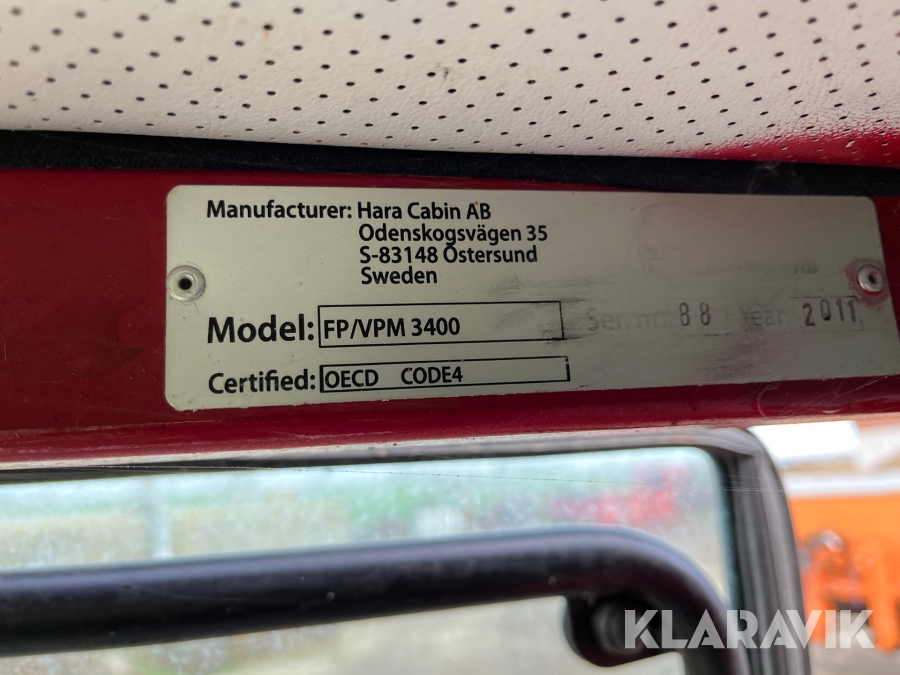 Manufacturer: Hara Cabin AB
Odenskogsvägen 35
S-83148 Östersund
Sweden
Model: FP/VPM 3400
Ser. nr. 88 Year 2011
Certified: OECD CODE4
KLARAVIK